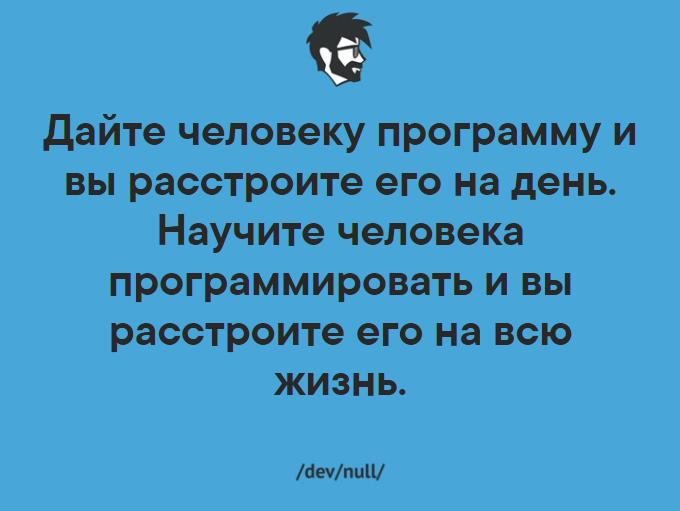 Дайте человеку программу и
вы расстроите его на день.
Научите человека
программировать и вы
расстроите его на всю
жизнь.
/dev/null/